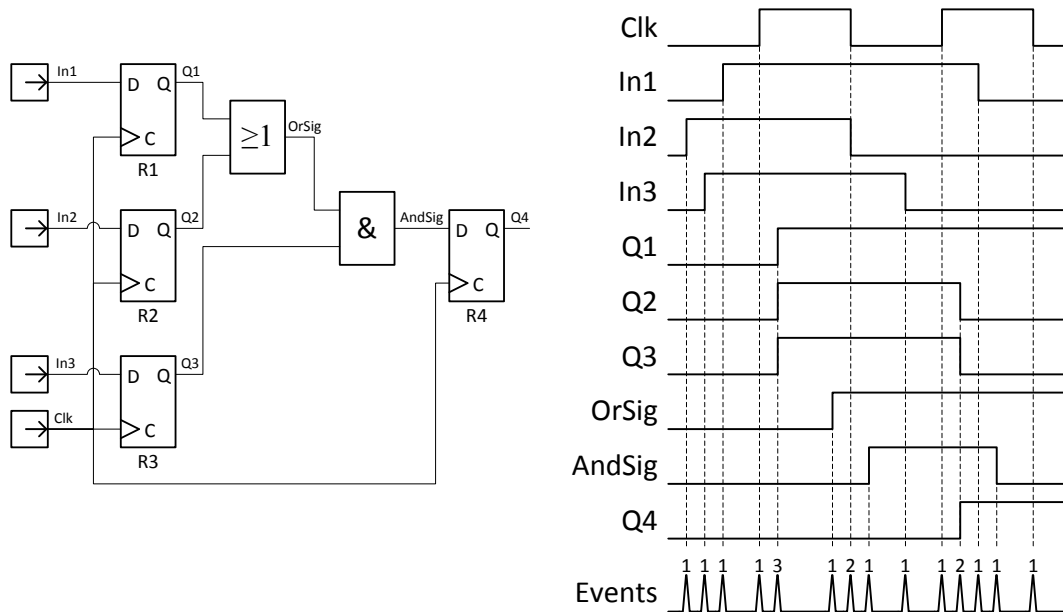 In1
D Q
C
R1
Q1
≥1
OrSig
In2
D Q
C
R2
Q2
&
AndSig
D Q
C
R4
Q4
In3
D Q
C
R3
Q3
Clk
Clk
In1
In2
In3
Q1
Q2
Q3
OrSig
AndSig
Q4
Events 1 1 1 1 3 1 2 1 1 1 2 1 1 1